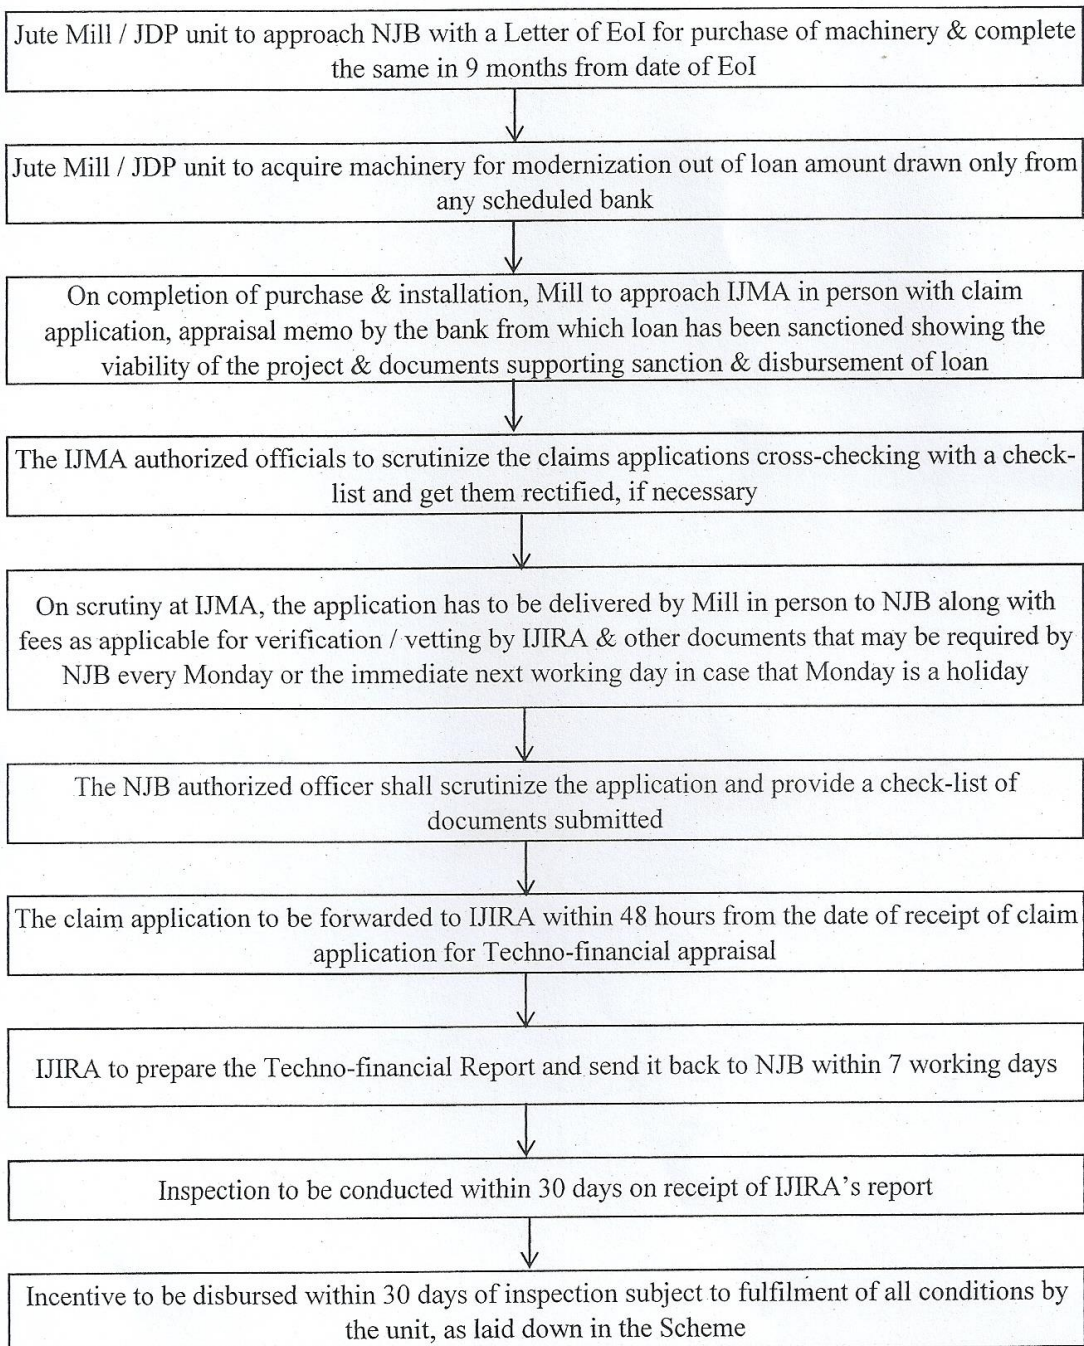 Jute Mill / JDP unit to approach NJB with a Letter of EoI for purchase of machinery & complete
the same in 9 months from date of EoI
Jute Mill / JDP unit to acquire machinery for modernization out of loan amount drawn only from
any scheduled bank
On completion of purchase & installation, Mill to approach IJMA in person with claim
application, appraisal memo by the bank from which loan has been sanctioned showing the
viability of the project & documents supporting sanction & disbursement of loan
The IJMA authorized officials to scrutinize the claims applications cross-checking with a check-
list and get them rectified, if necessary
On scrutiny at IJMA, the application has to be delivered by Mill in person to NJB along with
fees as applicable for verification / vetting by IJIRA & other documents that may be required by
NJB every Monday or the immediate next working day in case that Monday is a holiday
The NJB authorized officer shall scrutinize the application and provide a check-list of
documents submitted
The claim application to be forwarded to IJIRA within 48 hours from the date of receipt of claim
application for Techno-financial appraisal
IJIRA to prepare the Techno-financial Report and send it back to NJB within 7 working days
Inspection to be conducted within 30 days on receipt of IJIRA's report
Incentive to be disbursed within 30 days of inspection subject to fulfilment of all conditions by
the unit, as laid down in the Scheme